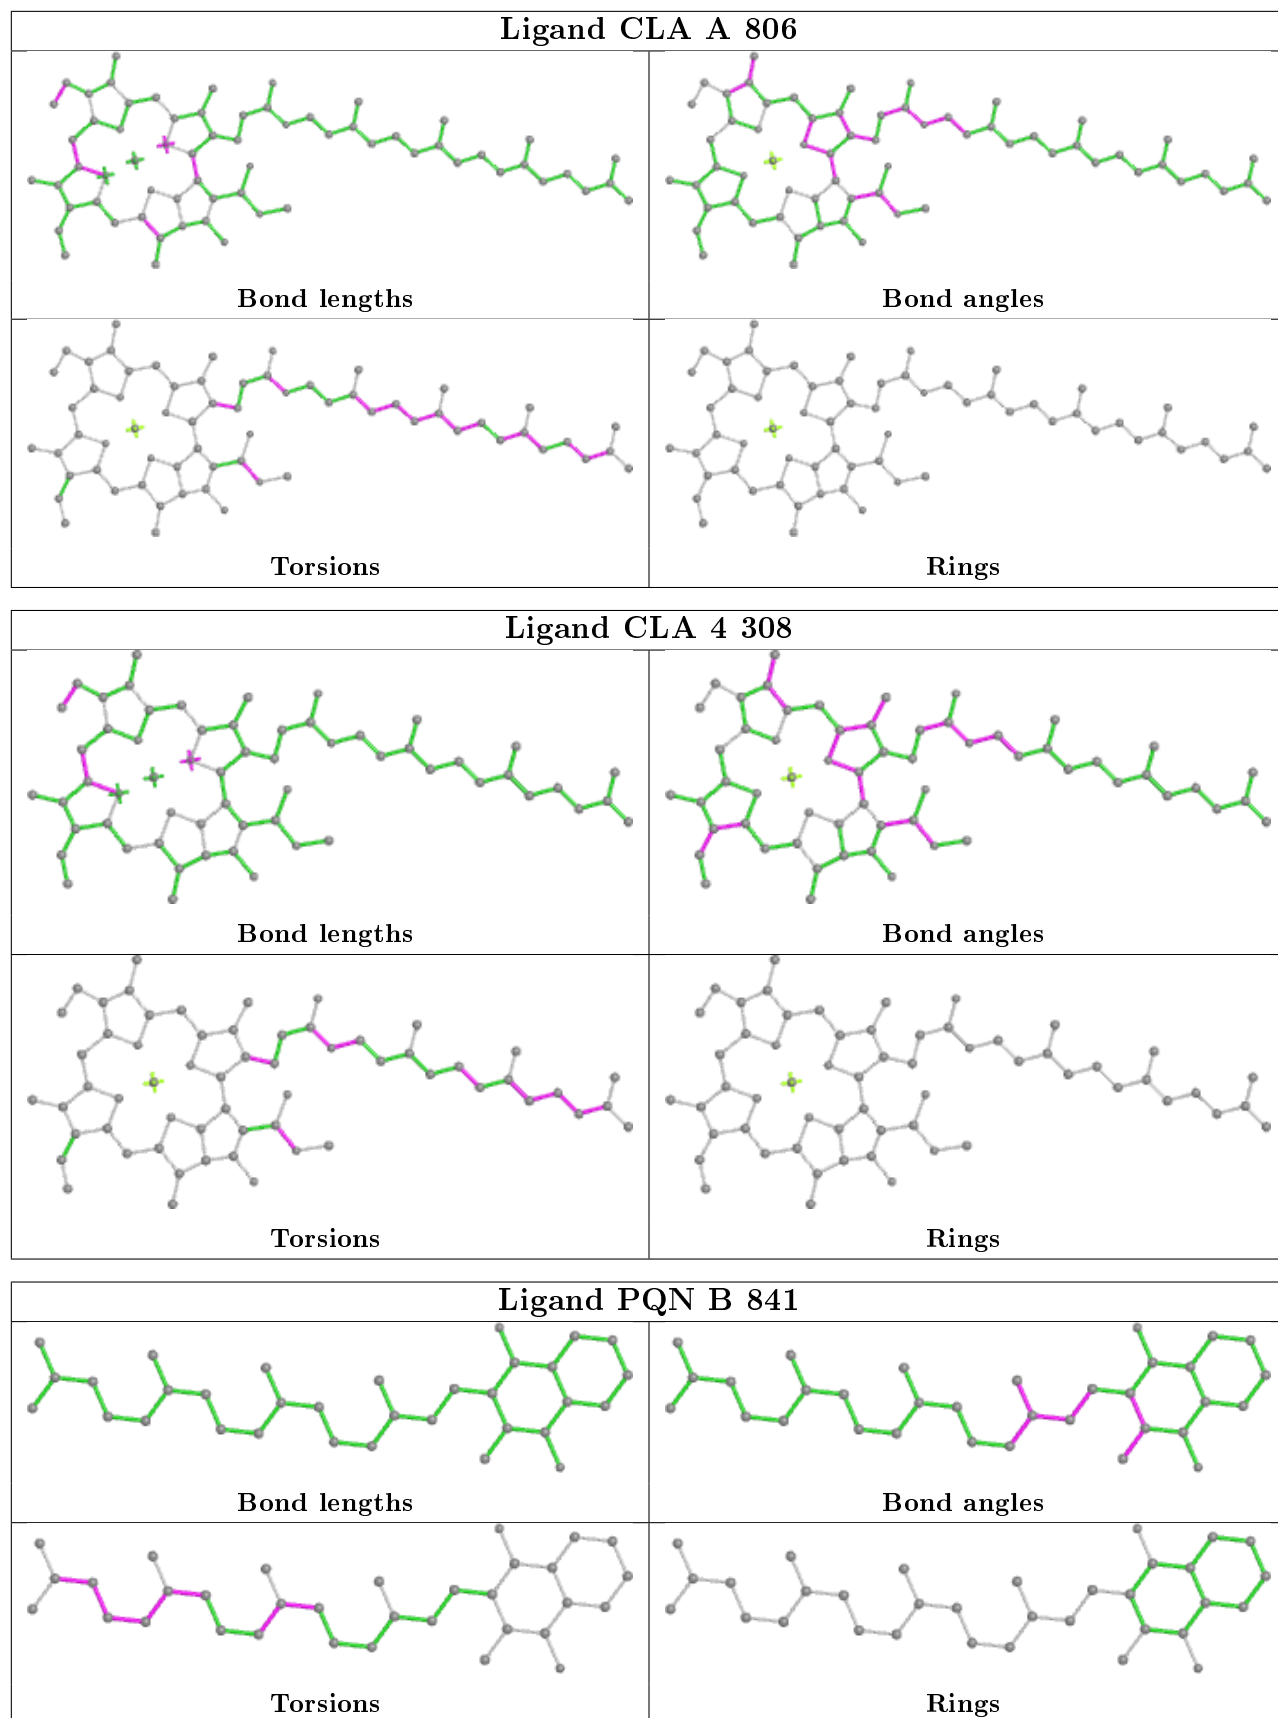 Ligand CLA A 806
Bond lengths
Bond angles
Torsions
Rings
Ligand CLA 4 308
Bond lengths
Bond angles
Torsions
Rings
Ligand PQN B 841
Bond lengths
Bond angles
Torsions
Rings